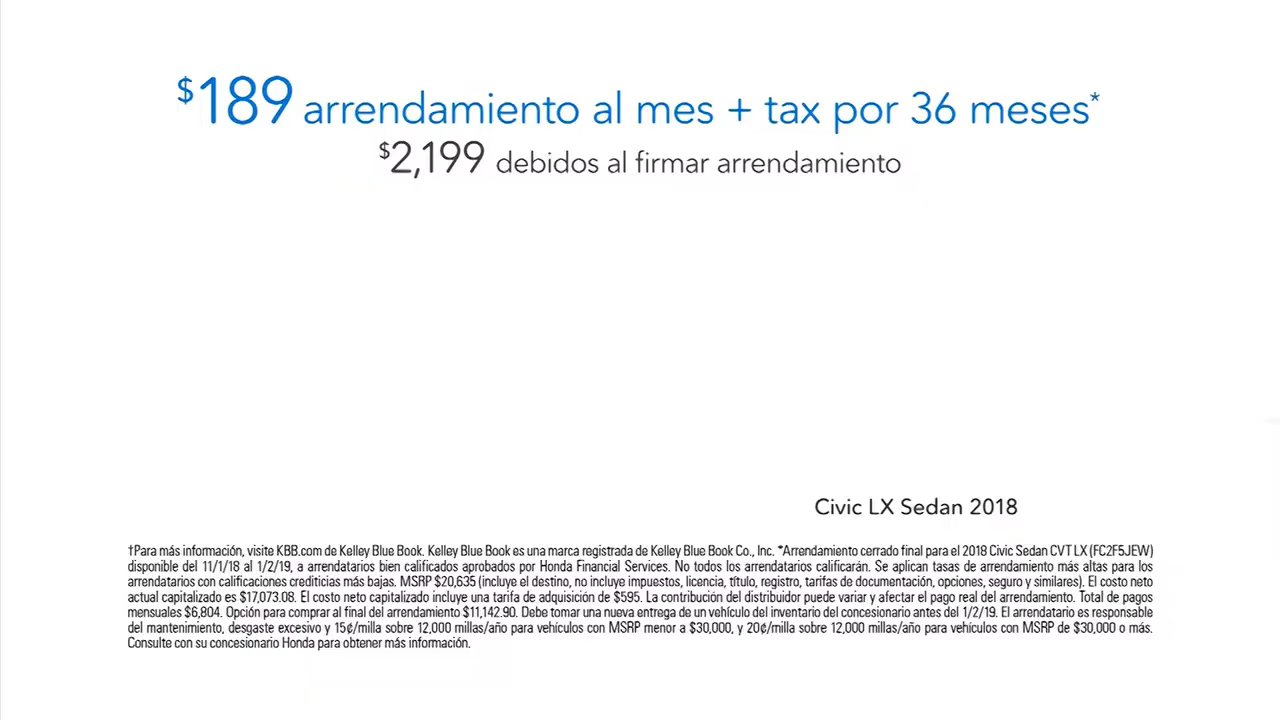 $189 arrendamiento al mes + tax por 36 meses*
$2,199 debidos al firmar arrendamiento
Civic LX Sedan 2018
†Para más información, visite KBB.com de Kelley Blue Book. Kelley Blue Book es una marca registrada de Kelley Blue Book Co., Inc. *Arrendamiento cerrado final para el 2018 Civic Sedan CVT LX (FC2F5JEW)
disponible del 11/1/18 al 1/2/19, a arrendatarios bien calificados aprobados por Honda Financial Services. No todos los arrendatarios calificarán. Se aplican tasas de arrendamiento más altas para los
arrendatarios con calificaciones crediticias más bajas. MSRP $20,635 (incluye el destino, no incluye impuestos, licencia, título, registro, tarifas de documentación, opciones, seguro y similares). El costo neto
actual capitalizado es $17,073.08. El costo neto capitalizado incluye una tarifa de adquisición de $595. La contribución del distribuidor puede variar y afectar el pago real del arrendamiento. Total de pagos
mensuales $6,804. Opción para comprar al final del arrendamiento $11,142.90. Debe tomar una nueva entrega de un vehículo del inventario del concesionario antes del 1/2/19. El arrendatario es responsable
del mantenimiento, desgaste excesivo y 15¢/milla sobre 12,000 millas/año para vehículos con MSRP menor a $30,000, y 20¢/milla sobre 12,000 millas/año para vehículos con MSRP de $30,000 o más.
Consulte con su concesionario Honda para obtener más información.